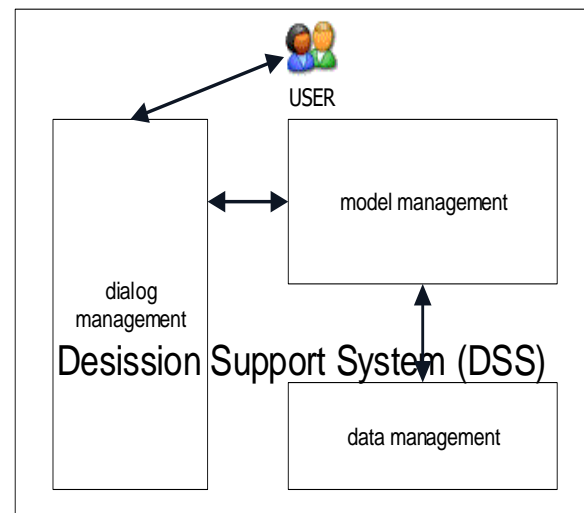 USER
model management
dialog
management
Desission Support System (DSS)
data management